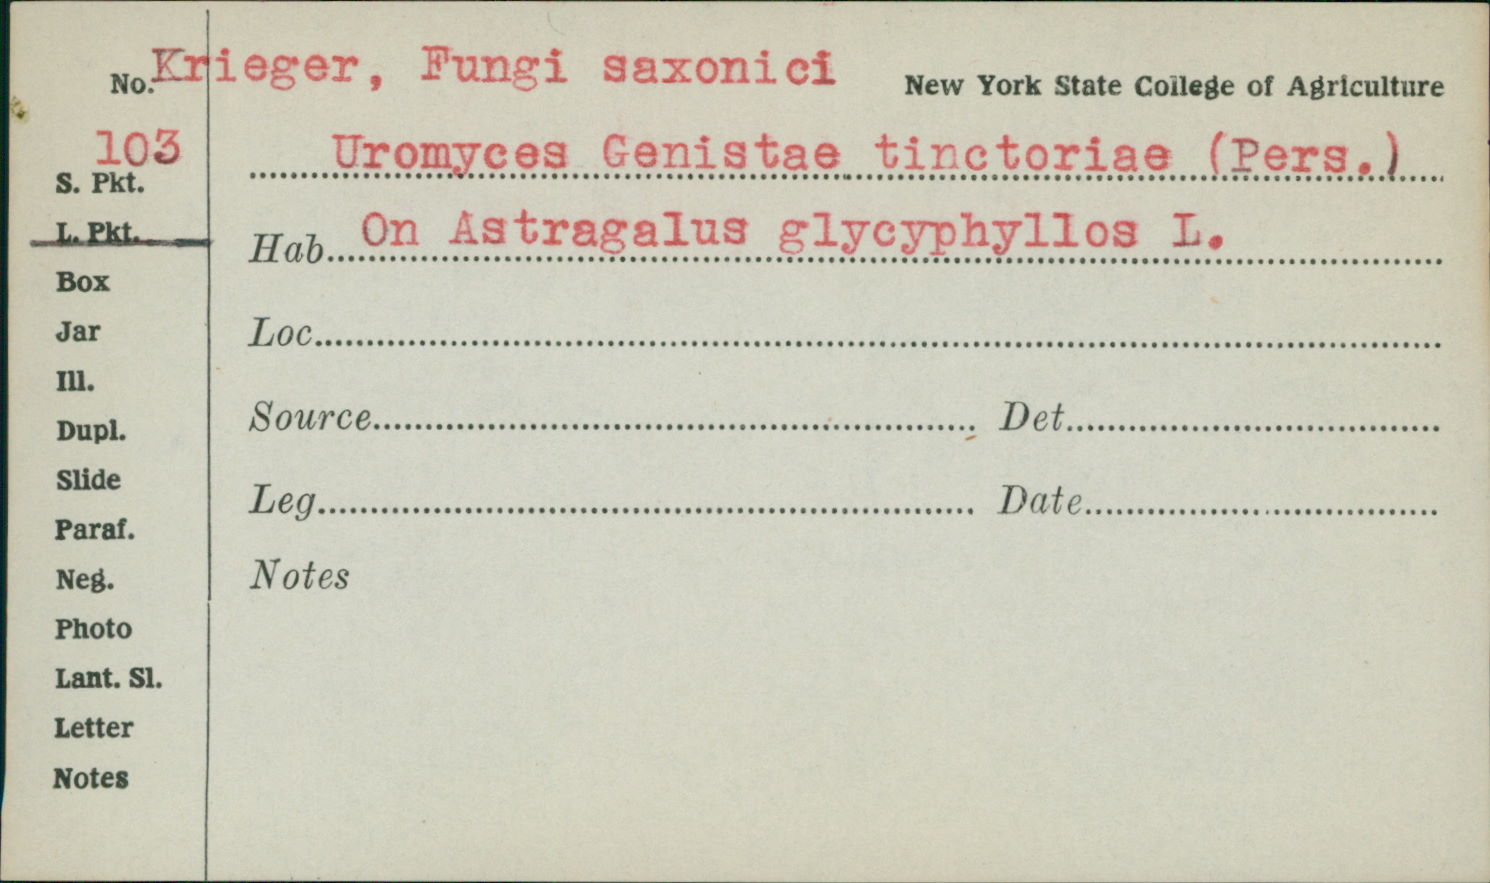 No. Krieger, Fungi saxonici
New York State College of Agriculture
103
Uromyces Genistae tinctoriae (Pers.)
S. Pkt.
L. Pkt.
Hab. On Astragalus glycyphyllos L.
Box
Jar
Loc.
Ill.
Dupl.
Source Det.
Slide
Leg. Date
Paraf.
Neg.
Notes
Photo
Lant. Sl.
Letter
Notes